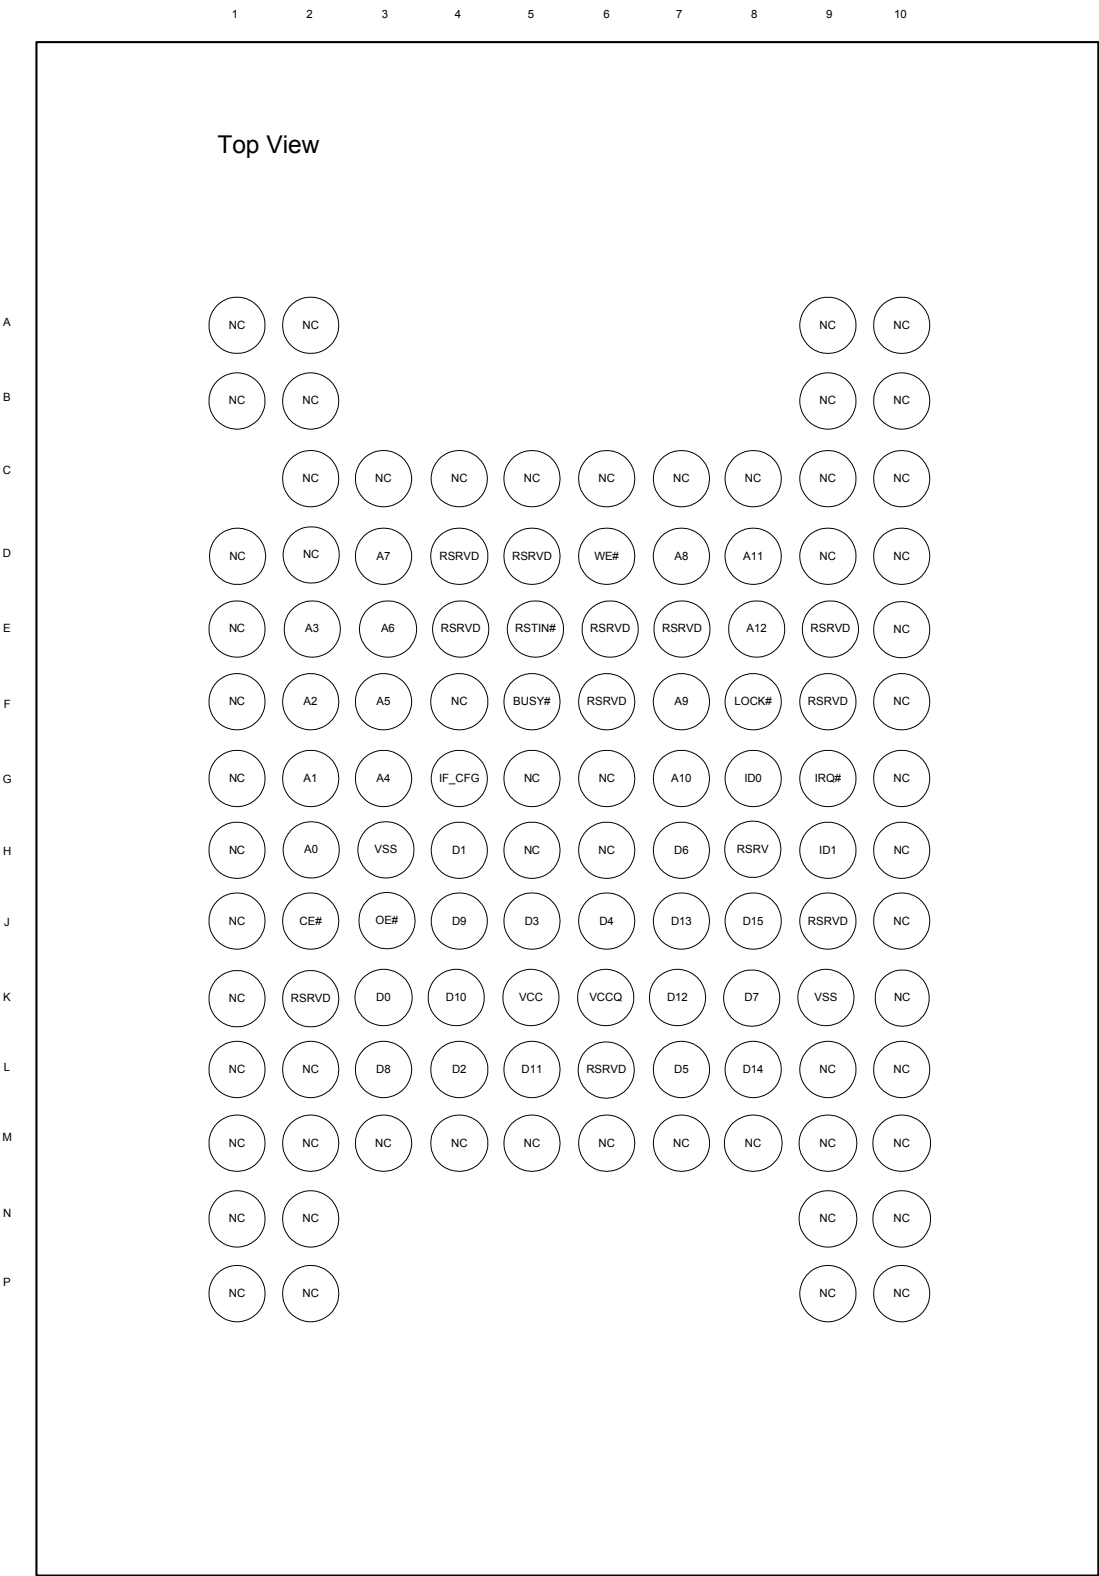 1 2 3 4 5 6 7 8 9 10
Top View
A NC NC NC NC
B NC NC NC NC
C NC NC NC NC NC NC NC NC NC
D NC NC A7 RSRVD RSRVD WE# A8 A11 NC NC
E NC A3 A6 RSRVD RSTIN# RSRVD RSRVD A12 RSRVD NC
F NC A2 A5 NC BUSY# RSRVD A9 LOCK# RSRVD NC
G NC A1 A4 IF_CFG NC NC A10 ID0 IRQ# NC
H NC A0 VSS D1 NC NC D6 RSRV ID1 NC
J NC CE# OE# D9 D3 D4 D13 D15 RSRVD NC
K NC RSRVD D0 D10 VCC VCCQ D12 D7 VSS NC
L NC NC D8 D2 D11 RSRVD D5 D14 NC NC
M NC NC NC NC NC NC NC NC NC NC
N NC NC NC NC
P NC NC NC NC